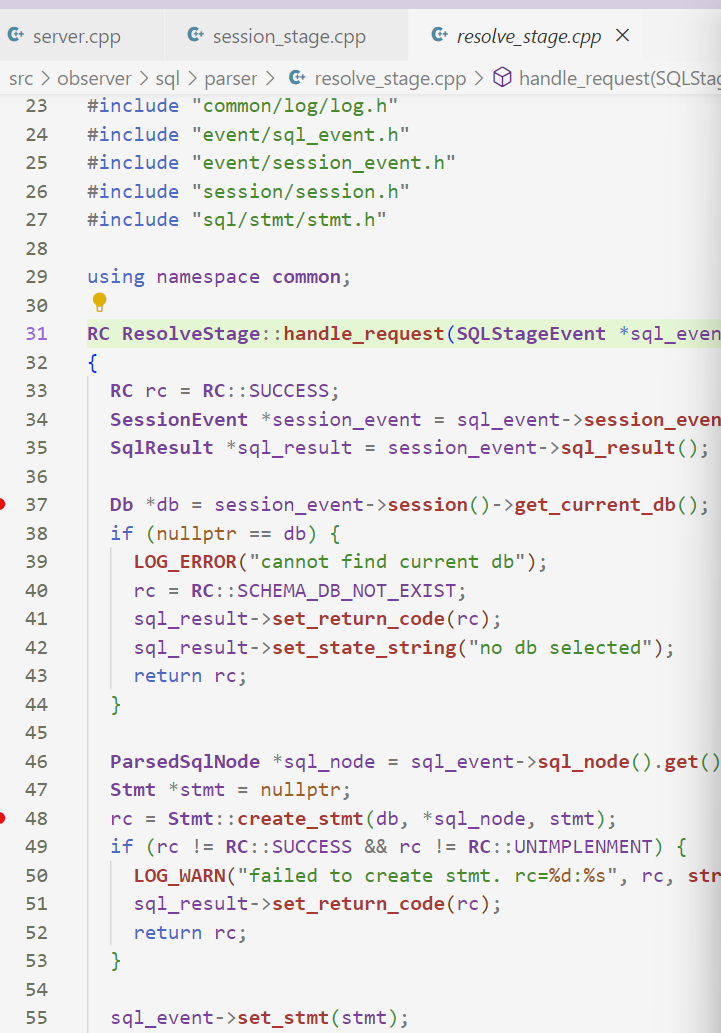 server.cpp session_stage.cpp resolve_stage.cpp
src > observer > sql > parser > resolve_stage.cpp > handle_request(SQLStag
23 #include "common/log/log.h"
24 #include "event/sql_event.h"
25 #include "event/session_event.h"
26 #include "session/session.h"
27 #include "sql/stmt/stmt.h"
28
29 using namespace common;
30
31 RC ResolveStage::handle_request(SQLStageEvent *sql_even
32 {
33   RC rc = RC::SUCCESS;
34   SessionEvent *session_event = sql_event->session_even
35   SqlResult *sql_result = session_event->sql_result();
36
37   Db *db = session_event->session()->get_current_db();
38   if (nullptr == db) {
39     LOG_ERROR("cannot find current db");
40     rc = RC::SCHEMA_DB_NOT_EXIST;
41     sql_result->set_return_code(rc);
42     sql_result->set_state_string("no db selected");
43     return rc;
44   }
45
46   ParsedSqlNode *sql_node = sql_event->sql_node().get()
47   Stmt *stmt = nullptr;
48   rc = Stmt::create_stmt(db, *sql_node, stmt);
49   if (rc != RC::SUCCESS && rc != RC::UNIMPLENMENT) {
50     LOG_WARN("failed to create stmt. rc=%d:%s", rc, str
51     sql_result->set_return_code(rc);
52     return rc;
53   }
54
55   sql_event->set_stmt(stmt);